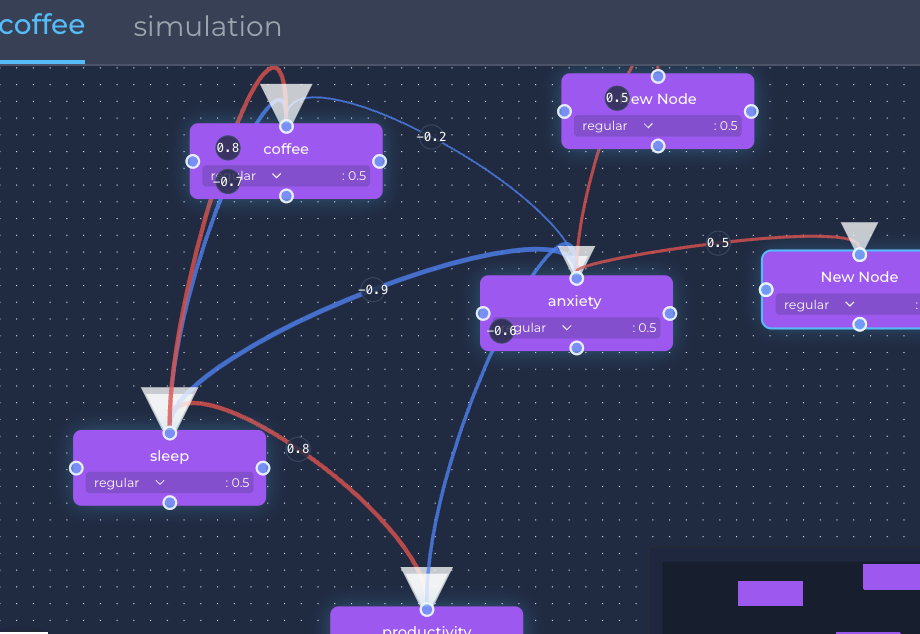 coffee simulation
0.5 ew Node
regular : 0.5
−0.2
0.8 coffee
−0.7 : 0.5
0.5
−0.9
New Node
regular :
anxiety
−0.6 gular : 0.5
0.8
sleep
regular : 0.5
productivity